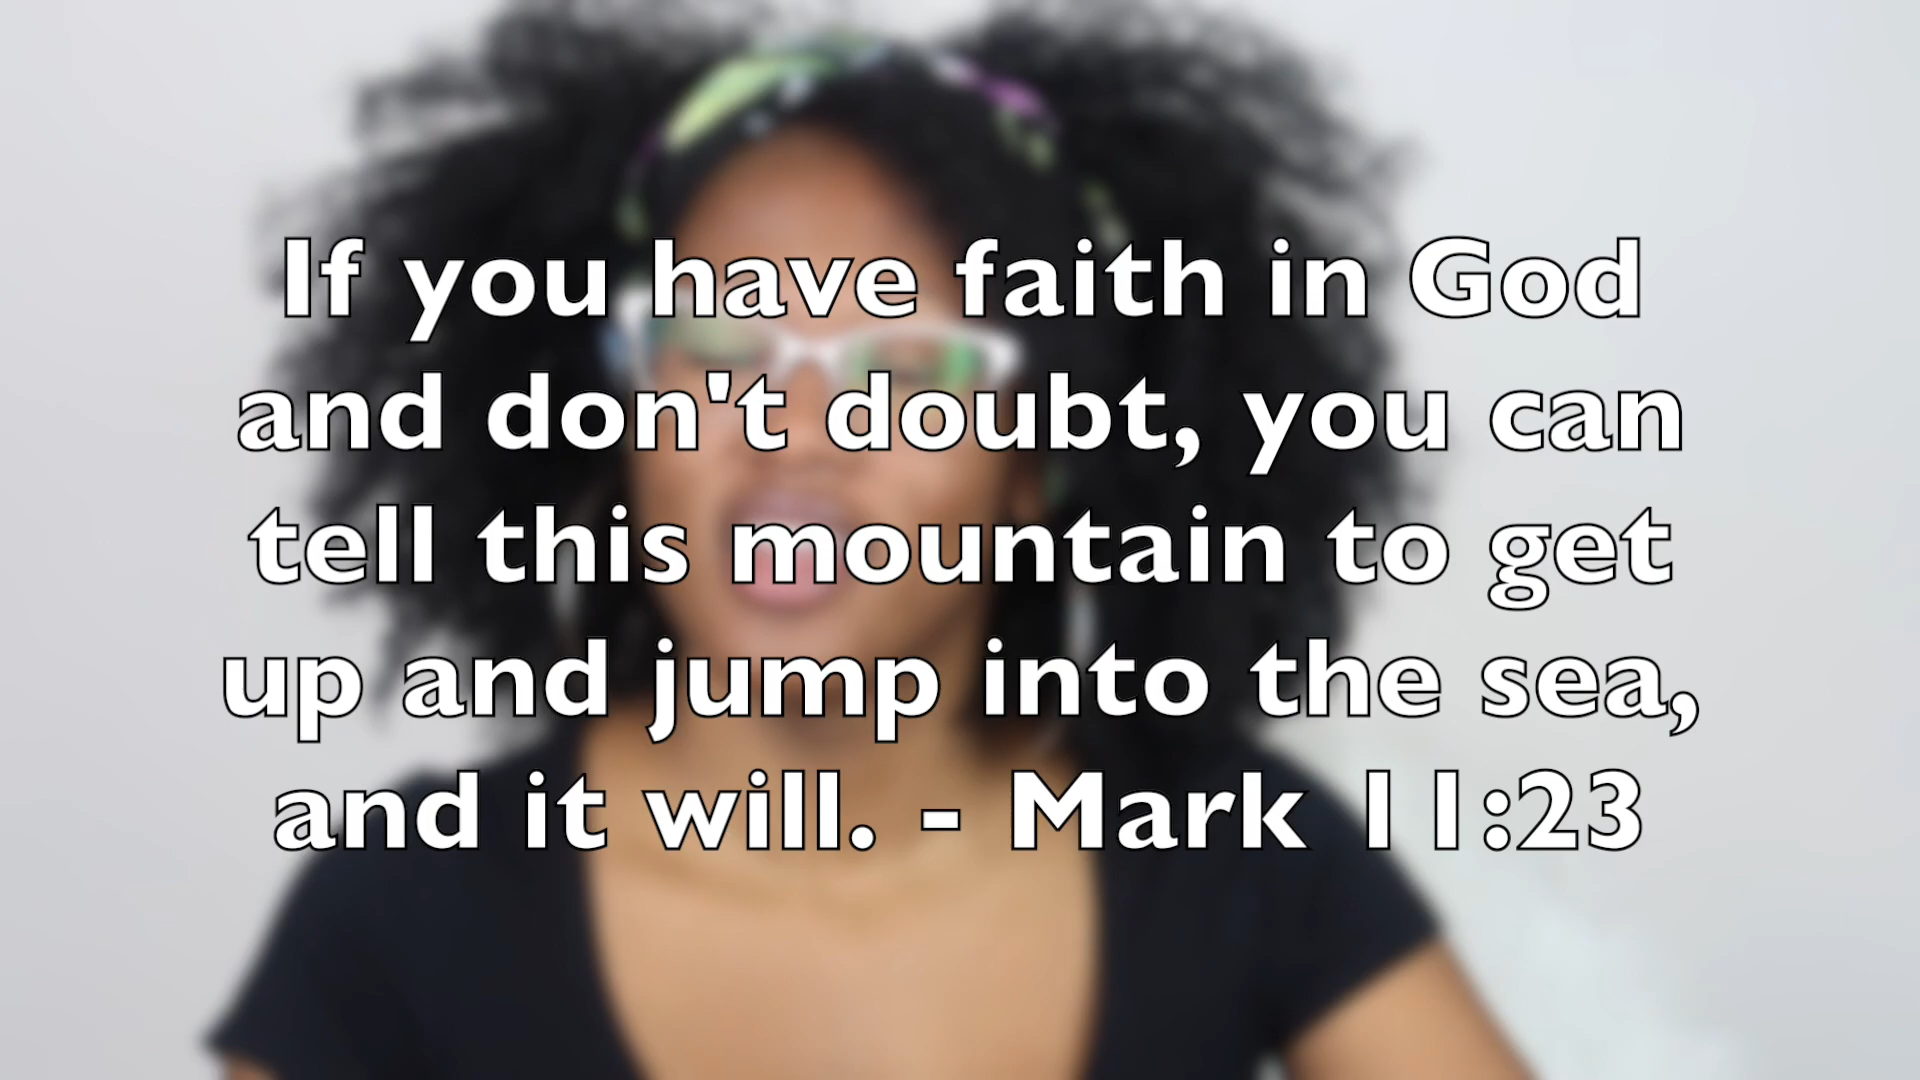 If you have faith in God
and don't doubt, you can
tell this mountain to get
up and jump into the sea,
and it will. - Mark 11:23